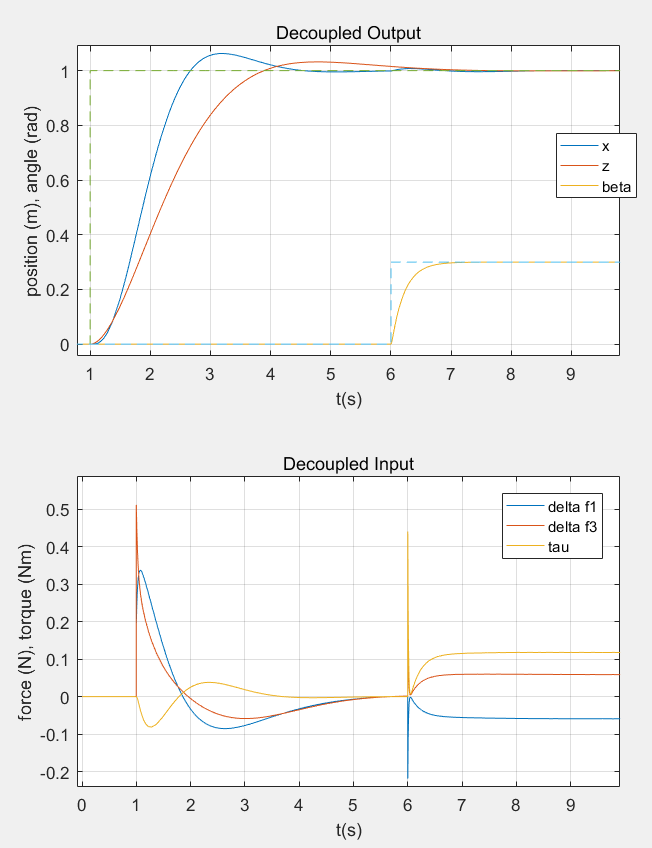 Decoupled Output
position (m), angle (rad)
1
0.8
0.6
0.4
0.2
0
x
z
beta
1 2 3 4 5 6 7 8 9
t(s)
Decoupled Input
force (N), torque (Nm)
0.5
0.4
0.3
0.2
0.1
0
-0.1
-0.2
delta f1
delta f3
tau
0 1 2 3 4 5 6 7 8 9
t(s)